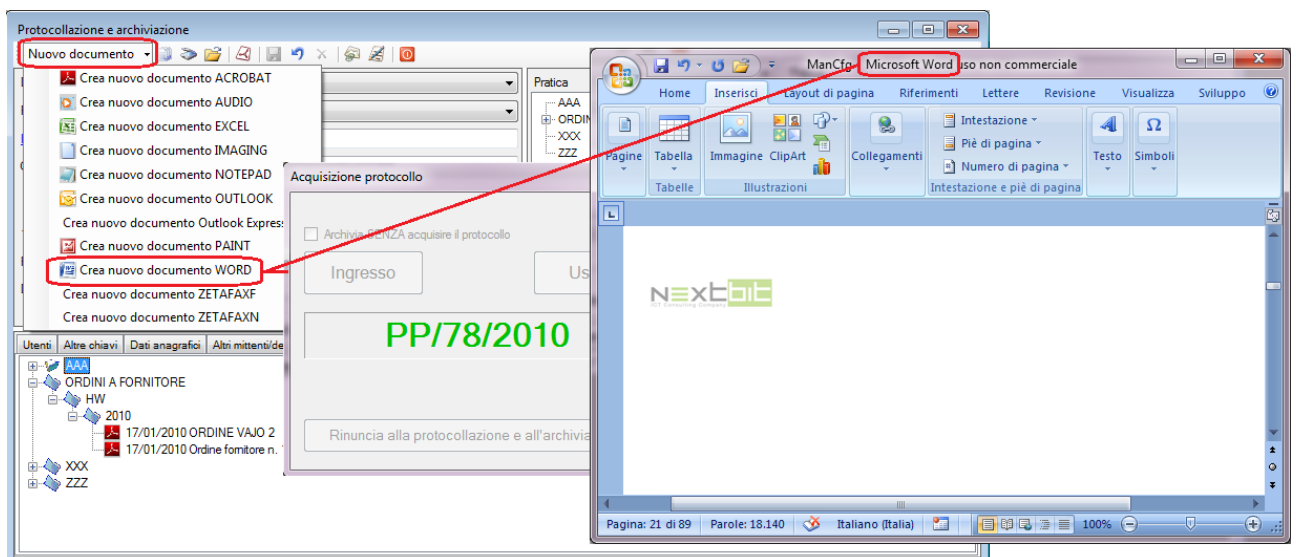 Protocollazione e archiviazione
Nuovo documento
Crea nuovo documento ACROBAT
Crea nuovo documento AUDIO
Crea nuovo documento EXCEL
Crea nuovo documento IMAGING
Crea nuovo documento NOTEPAD
Crea nuovo documento OUTLOOK
Crea nuovo documento Outlook Expres
Crea nuovo documento PAINT
Crea nuovo documento WORD
Crea nuovo documento ZETAFAXF
Crea nuovo documento ZETAFAXN
Pratica
AAA
ORDIN
XXX
ZZZ
Utenti Altre chiavi Dati anagrafici Altri mittenti/de
AAA
ORDINI A FORNITORE
HW
2010
17/01/2010 ORDINE VAJO 2
17/01/2010 Ordine fornitore n.
XXX
ZZZ
Acquisizione protocollo
Archivia SENZA acquisire il protocollo
Ingresso
Us
PP/78/2010
Rinuncia alla protocollazione e all'archivia
ManCfg Microsoft Word uso non commerciale
Home Inserisci Layout di pagina Riferimenti Lettere Revisione Visualizza Sviluppo
Pagine
Tabella
Immagine ClipArt
Collegamenti
Intestazione
Piè di pagina
Numero di pagina
Testo
Simboli
Tabelle
Illustrazioni
Intestazione e piè di pagina
NEXtbit
ICT Consulting Company
Pagina: 21 di 89 Parole: 18.140 Italiano (Italia) 100%